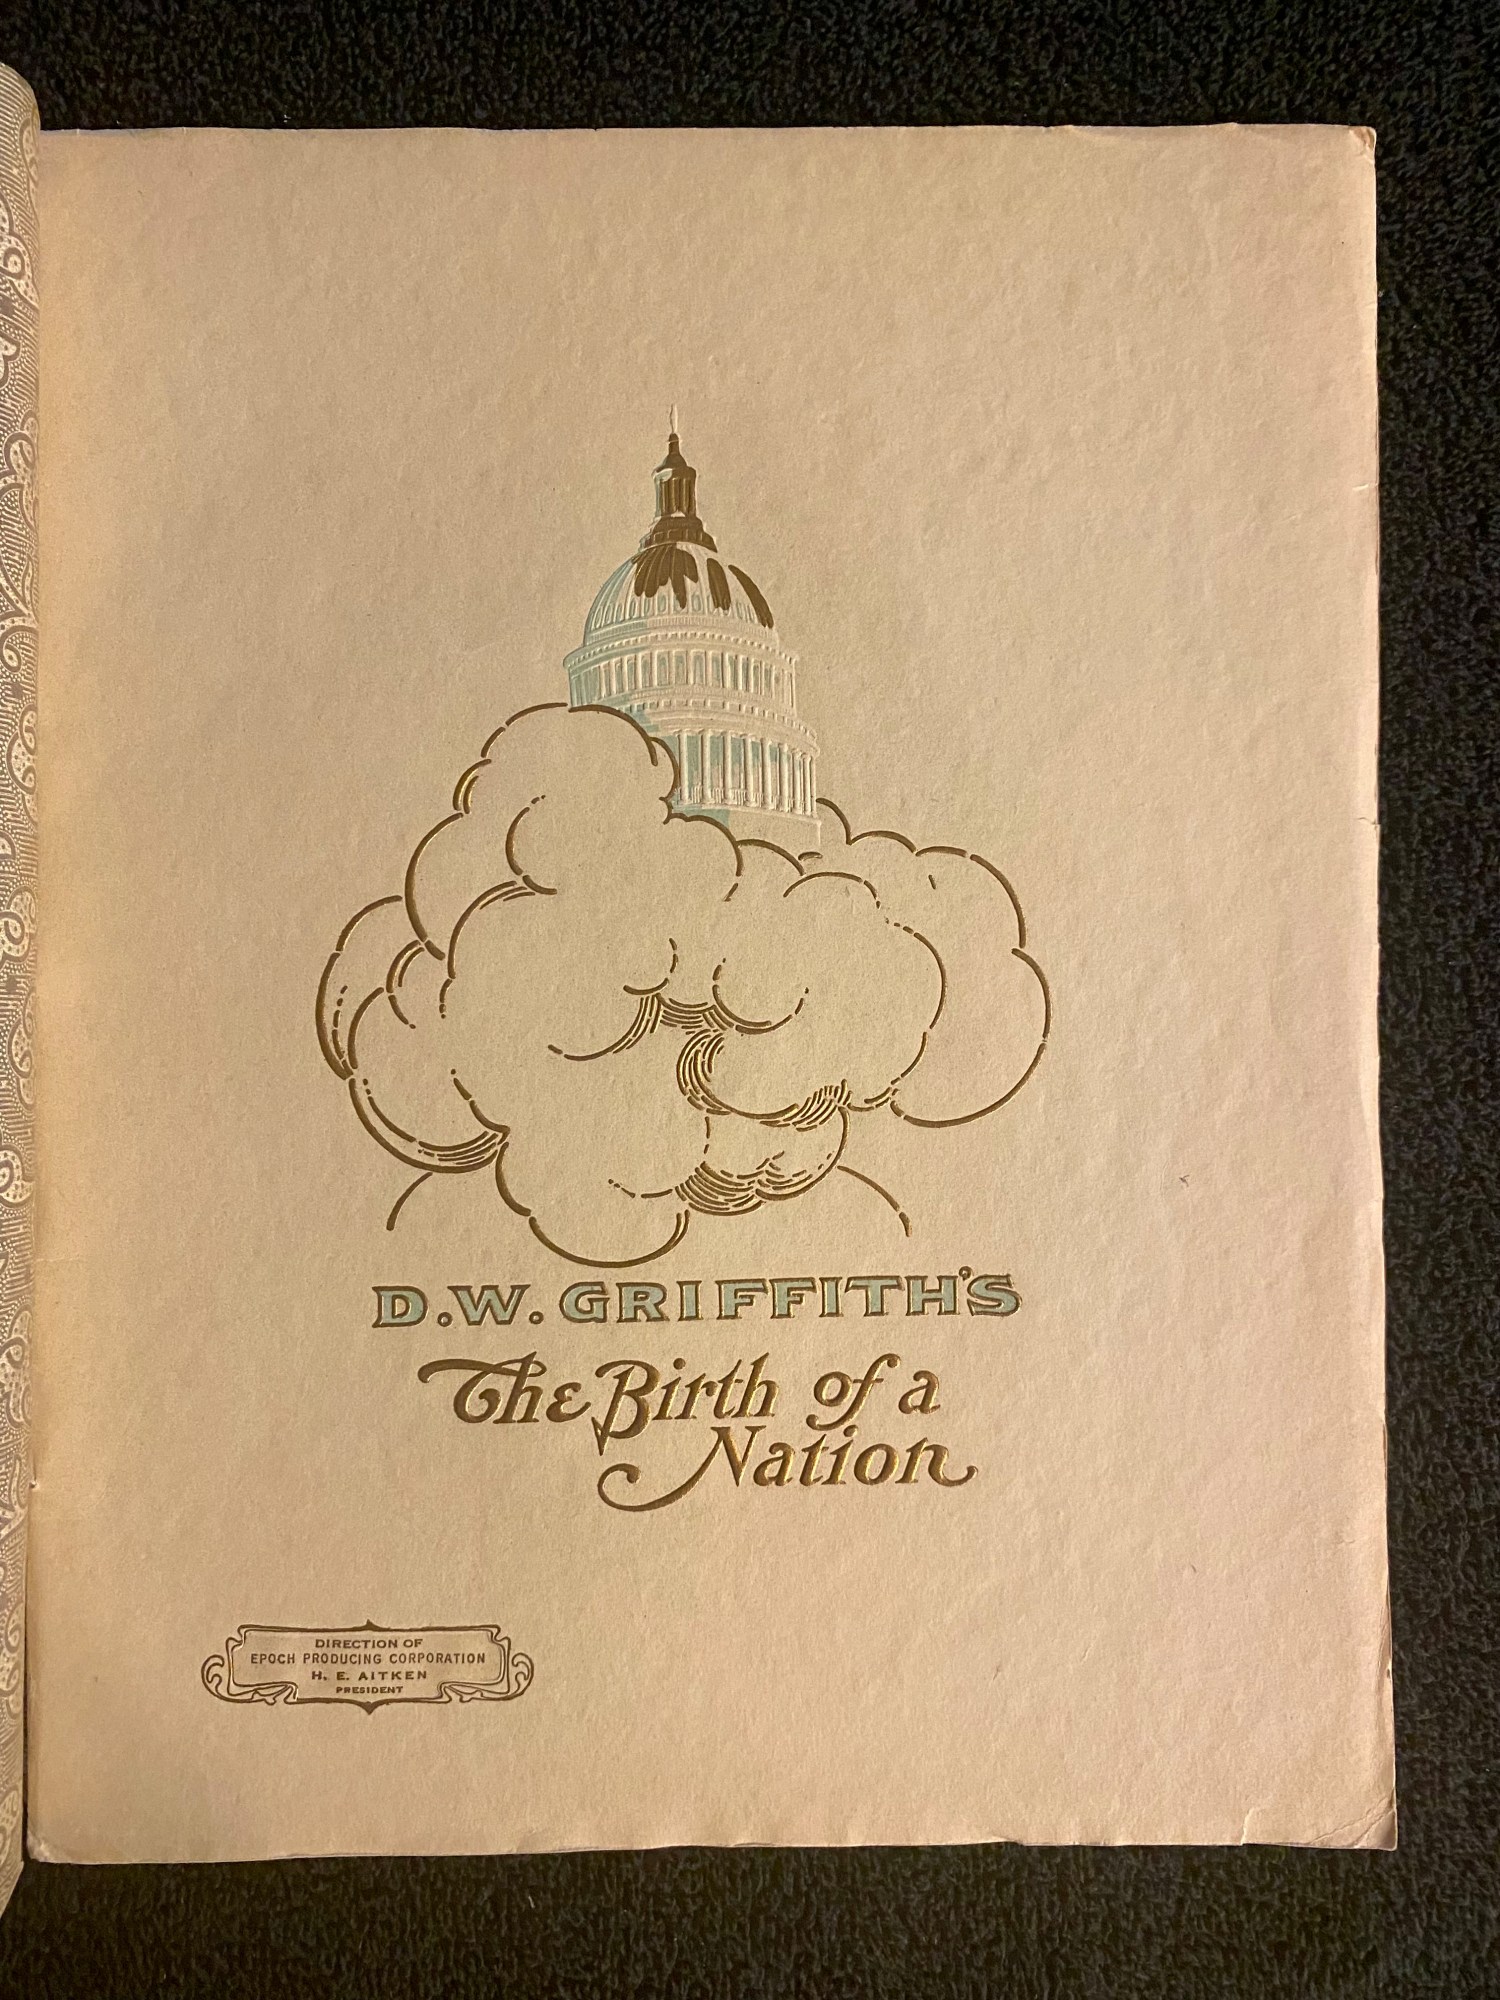 D.W. GRIFFITH'S
The Birth of a
Nation
DIRECTION OF
EPOCH PRODUCING CORPORATION
H. E. AITKEN
PRESIDENT